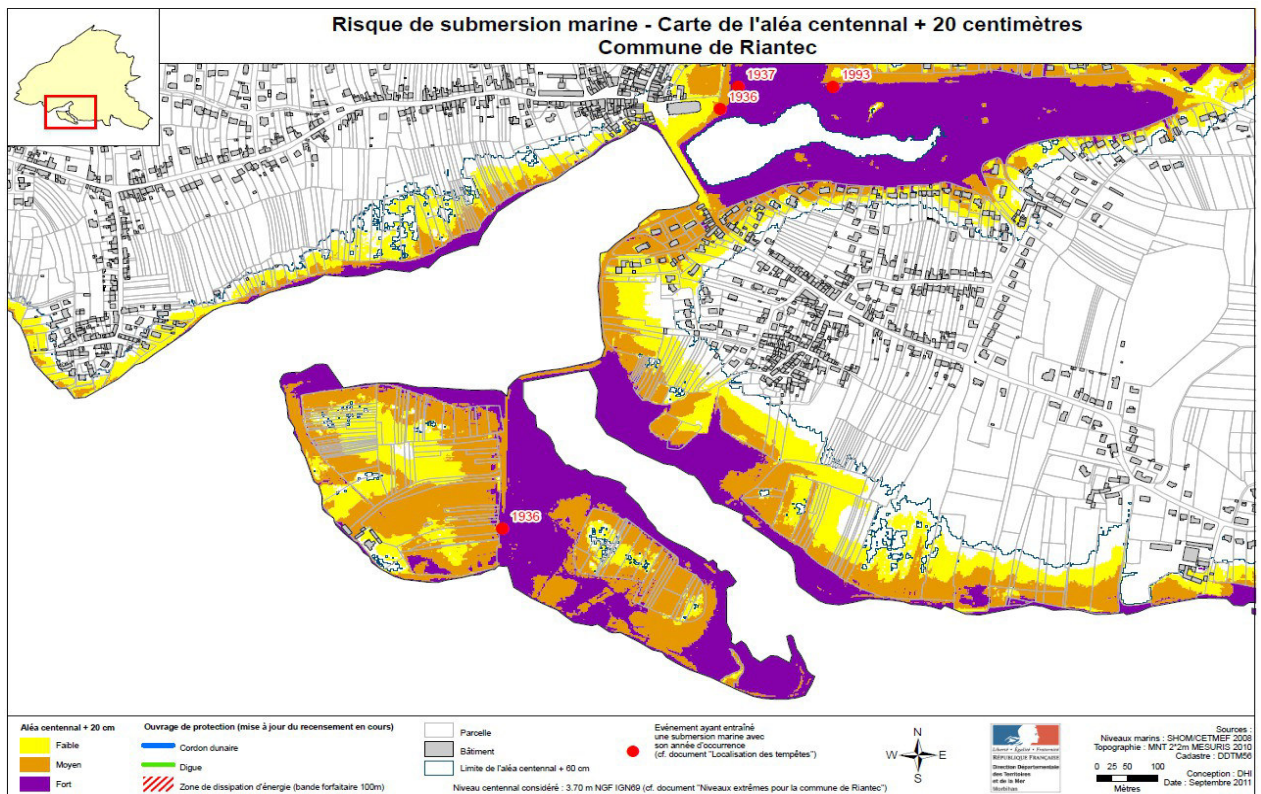 Risque de submersion marine - Carte de l'aléa centennal + 20 centimètres
Commune de Riantec
1937
1993
1936
1936
Aléa centennal + 20 cm
Faible
Moyen
Fort
Ouvrage de protection (mise à jour du recensement en cours)
Cordon dunaire
Digue
Zone de dissipation d'énergie (bande forfaitaire 100m)
Parcelle
Bâtiment
Limite de l'aléa centennal + 60 cm
Niveau centennal considéré : 3.70 m NGF IGN69 (cf. document "Niveaux extrêmes pour la commune de Riantec")
Evénement ayant entraîné
une submersion marine avec
son année d'occurrence
(cf. document "Localisation des tempêtes")
N
W E
S
Liberté • Égalité • Fraternité
RÉPUBLIQUE FRANÇAISE
Direction Départementale
des Territoires
et de la Mer
Morbihan
Sources :
Niveaux marins : SHOM/CETMEF 2008
Topographie : MNT 2*2m MESURIS 2010
Cadastre : DDTM56
0 25 50 100
Mètres
Conception : DHI
Date : Septembre 2011